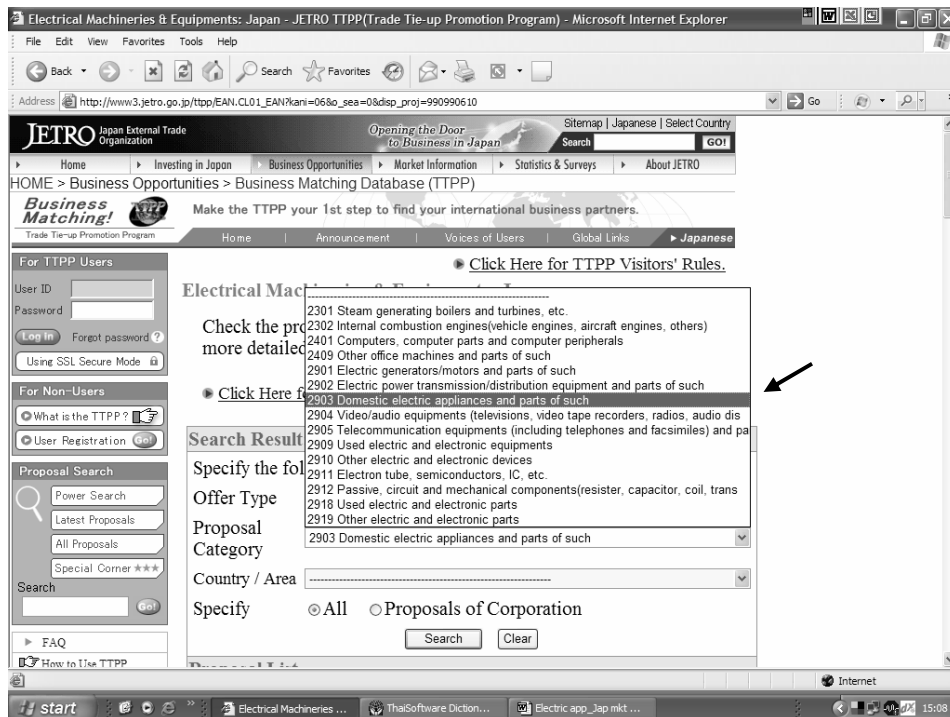 Electrical Machineries & Equipments: Japan - JETRO TTPP(Trade Tie-up Promotion Program) - Microsoft Internet Explorer
File Edit View Favorites Tools Help
Back Search Favorites
Address http://www3.jetro.go.jp/ttpp/EAN.CL01_EAN?kani=06&o_sea=0&disp_proj=990990610 Go
JETRO Japan External Trade Organization
Opening the Door to Business in Japan
Sitemap | Japanese | Select Country
Search GO!
Home Investing in Japan Business Opportunities Market Information Statistics & Surveys About JETRO
HOME > Business Opportunities > Business Matching Database (TTPP)
Business Matching!
TTPP
Trade Tie-up Promotion Program
Make the TTPP your 1st step to find your international business partners.
Home | Announcement | Voices of Users | Global Links Japanese
For TTPP Users
User ID
Password
Log In Forgot password ?
Using SSL Secure Mode
For Non-Users
What is the TTPP?
User Registration Go!
Proposal Search
Power Search
Latest Proposals
All Proposals
Special Corner ★★★
Search
Go!
FAQ
How to Use TTPP
Click Here for TTPP Visitors' Rules.
Electrical Mac
Check the pro
more detailed
Click Here f
---------------------------------------------------------
2301 Steam generating boilers and turbines, etc.
2302 Internal combustion engines(vehicle engines, aircraft engines, others)
2401 Computers, computer parts and computer peripherals
2409 Other office machines and parts of such
2901 Electric generators/motors and parts of such
2902 Electric power transmission/distribution equipment and parts of such
2903 Domestic electric appliances and parts of such
2904 Video/audio equipments (televisions, video tape recorders, radios, audio dis
2905 Telecommunication equipments (including telephones and facsimiles) and pa
2909 Used electric and electronic equipments
2910 Other electric and electronic devices
2911 Electron tube, semiconductors, IC, etc.
2912 Passive, circuit and mechanical components(resister, capacitor, coil, trans
2918 Used electric and electronic parts
2919 Other electric and electronic parts
Search Result
Specify the fol
Offer Type
Proposal Category
2903 Domestic electric appliances and parts of such
Country / Area ---------------------------------------------------------
Specify All Proposals of Corporation
Search Clear
Proposal List
Internet
start Electrical Machineries ... ThaiSoftware Diction... Electric app_Jap mkt ... 15:08